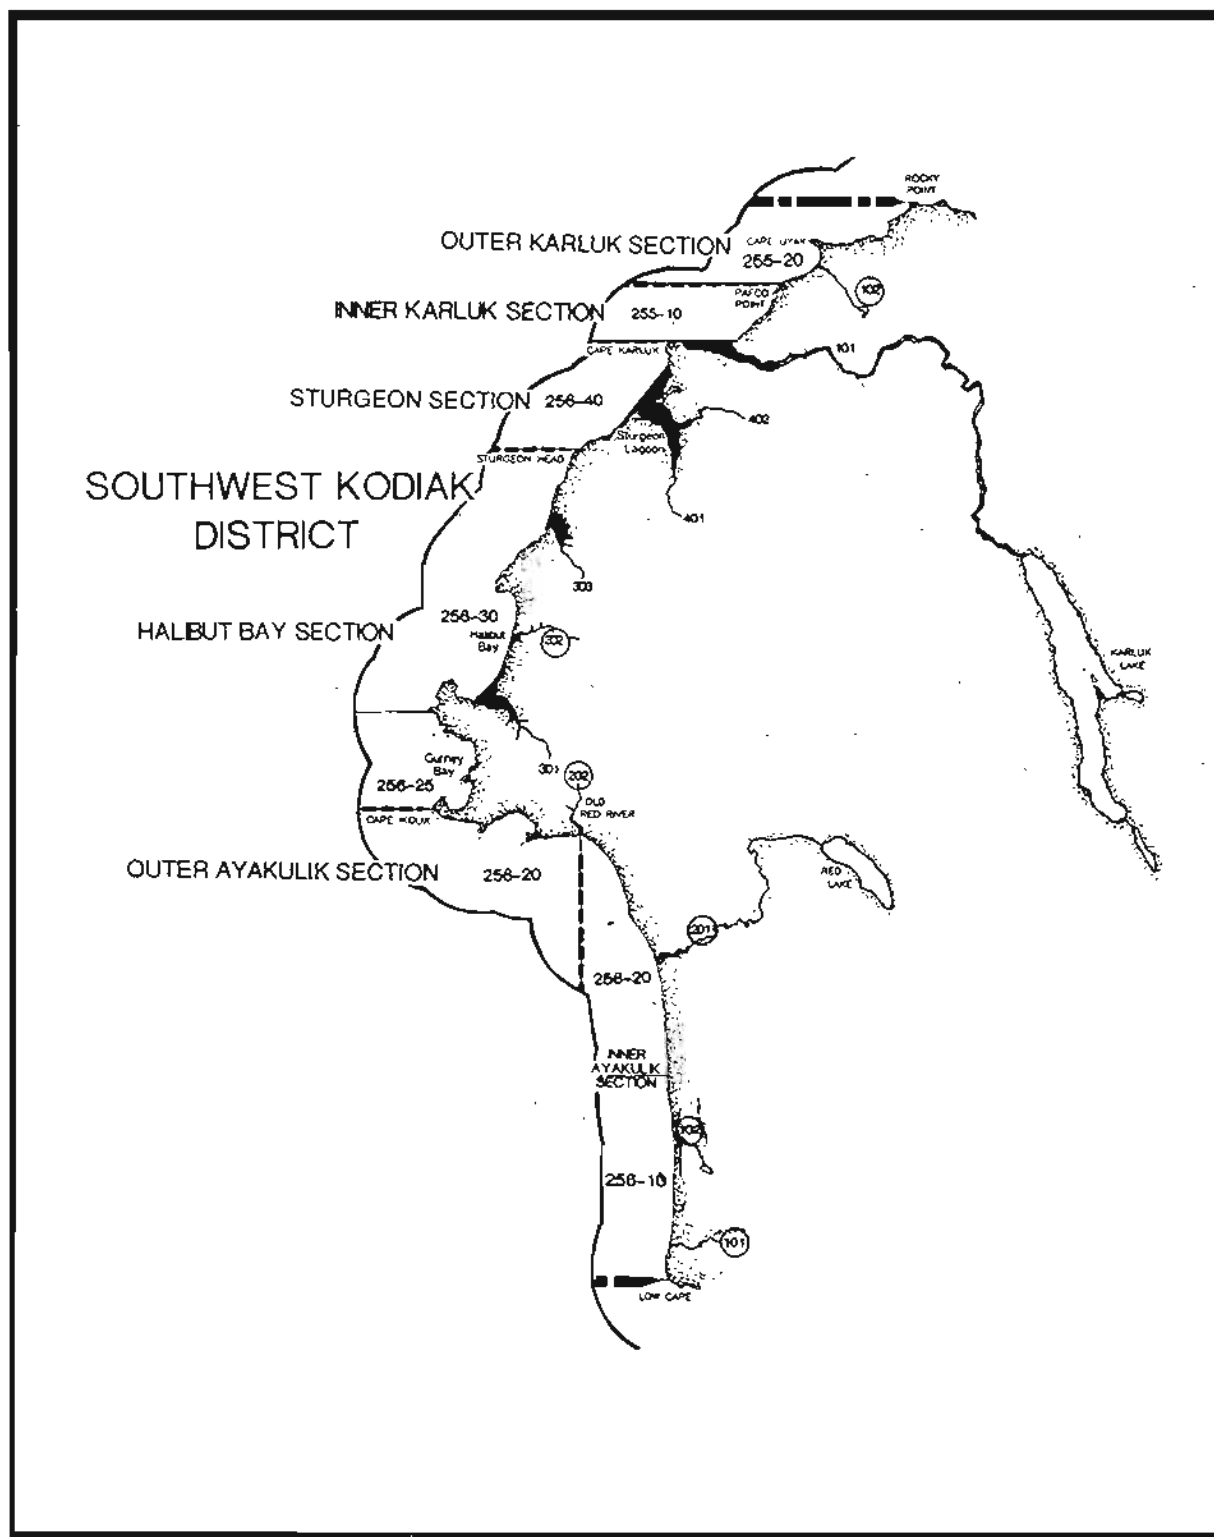 ROCKY
POINT
OUTER KARLUK SECTION
CAPE UYAK
255-20
102
INNER KARLUK SECTION
255-10
PAFCO
POINT
CAPE KARLUK
101
STURGEON SECTION
256-40
402
Sturgeon
Lagoon
STURGEON HEAD
SOUTHWEST KODIAK
DISTRICT
401
303
256-30
HALIBUT BAY SECTION
Halibut
Bay
302
KARLUK
LAKE
Gurney
Bay
301
202
256-25
OLD
RED RIVER
CAPE IKOLIK
OUTER AYAKULIK SECTION
256-20
RED
LAKE
201
256-20
INNER
AYAKULIK
SECTION
102
256-10
101
LOW CAPE